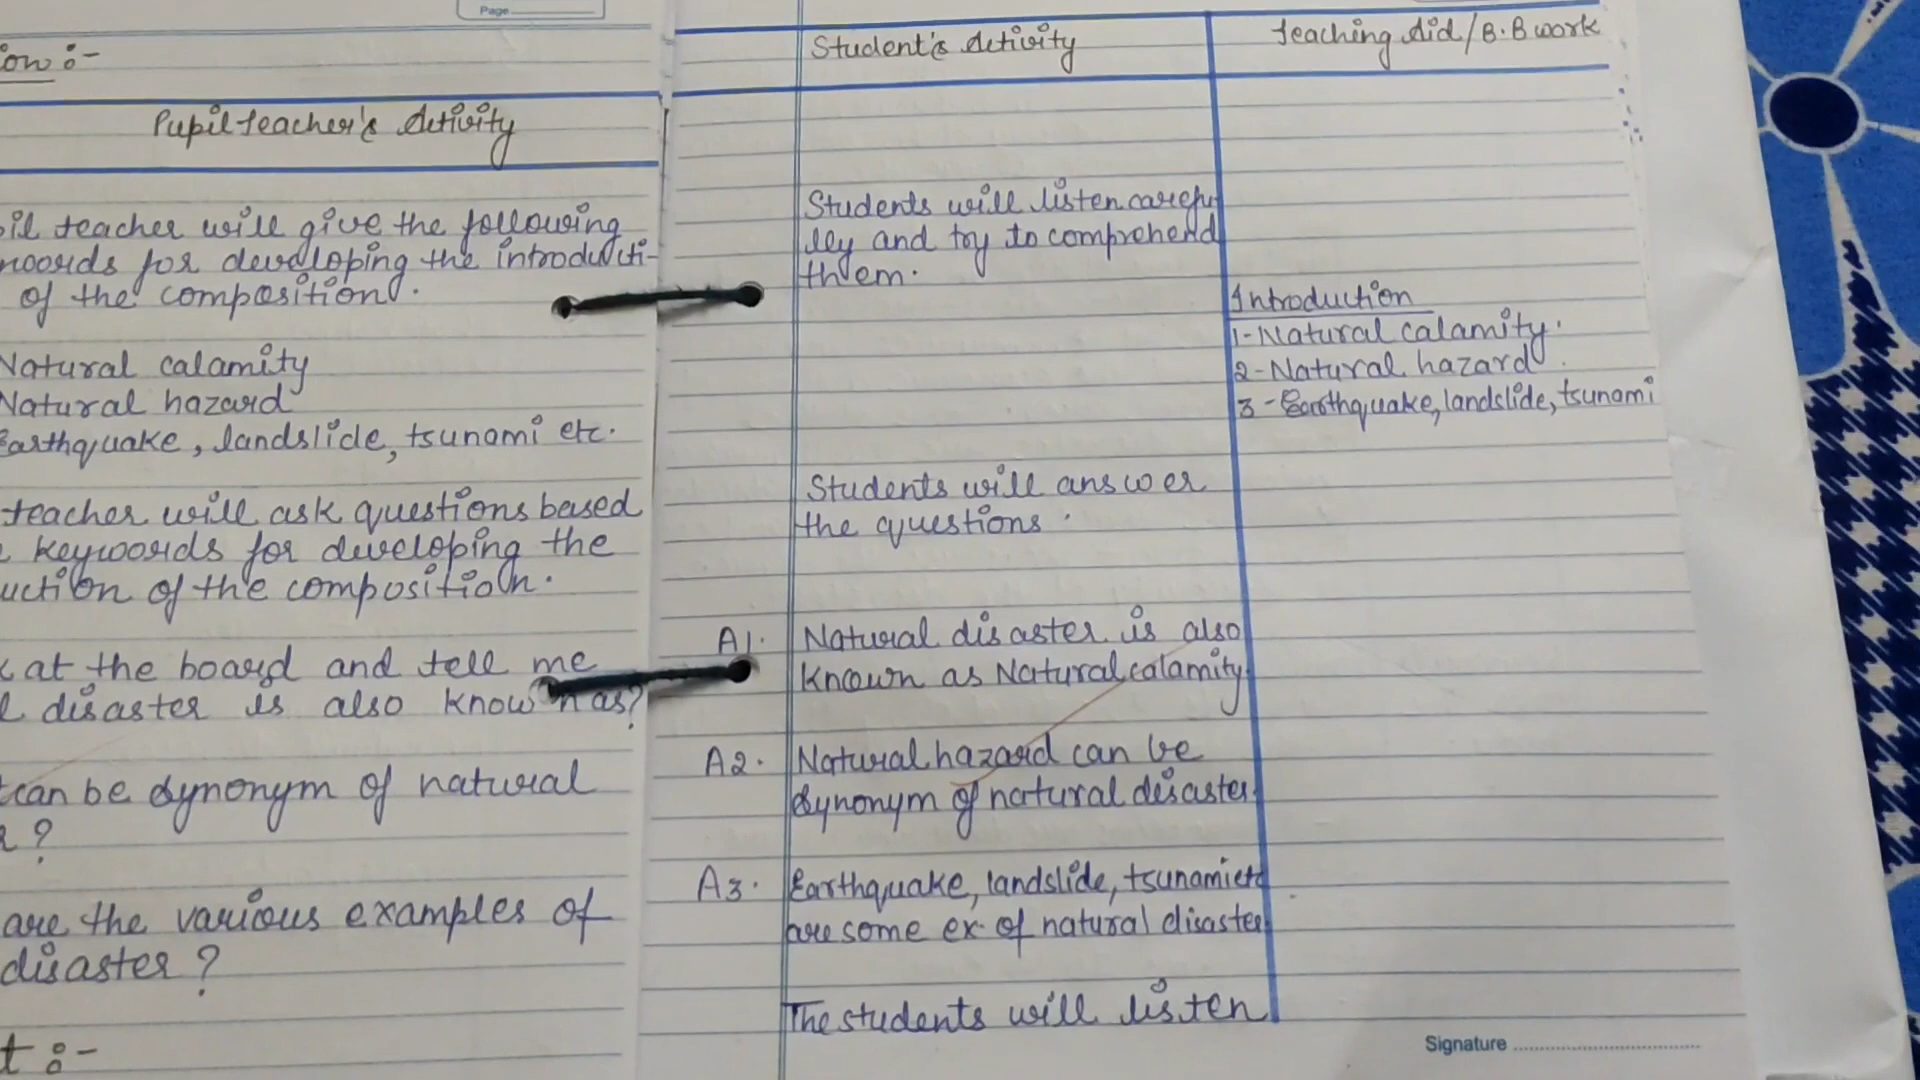 Page
ion :-
Pupil teacher's Activity
pil teacher will give the following
words for developing the introducti-
of the composition.
Natural calamity
Natural hazard
Earthquake, landslide, tsunami etc.
teacher will ask questions based
keywords for developing the
uction of the composition.
k at the board and tell me
l disaster is also known as?
t can be synonym of natural
r ?
are the various examples of
disaster ?
t :-
Student's Activity
Teaching Aid / B.B work
Students will listen carefu
lly and try to comprehend
them.
Introduction
1-Natural calamity.
2-Natural hazard.
3-Earthquake, landslide, tsunami
Students will answer
the questions.
A1. Natural disaster is also
known as Natural calamity.
A2. Natural hazard can be
synonym of natural disaster.
A3. Earthquake, landslide, tsunami etc
are some ex. of natural disaster.
The students will listen
Signature